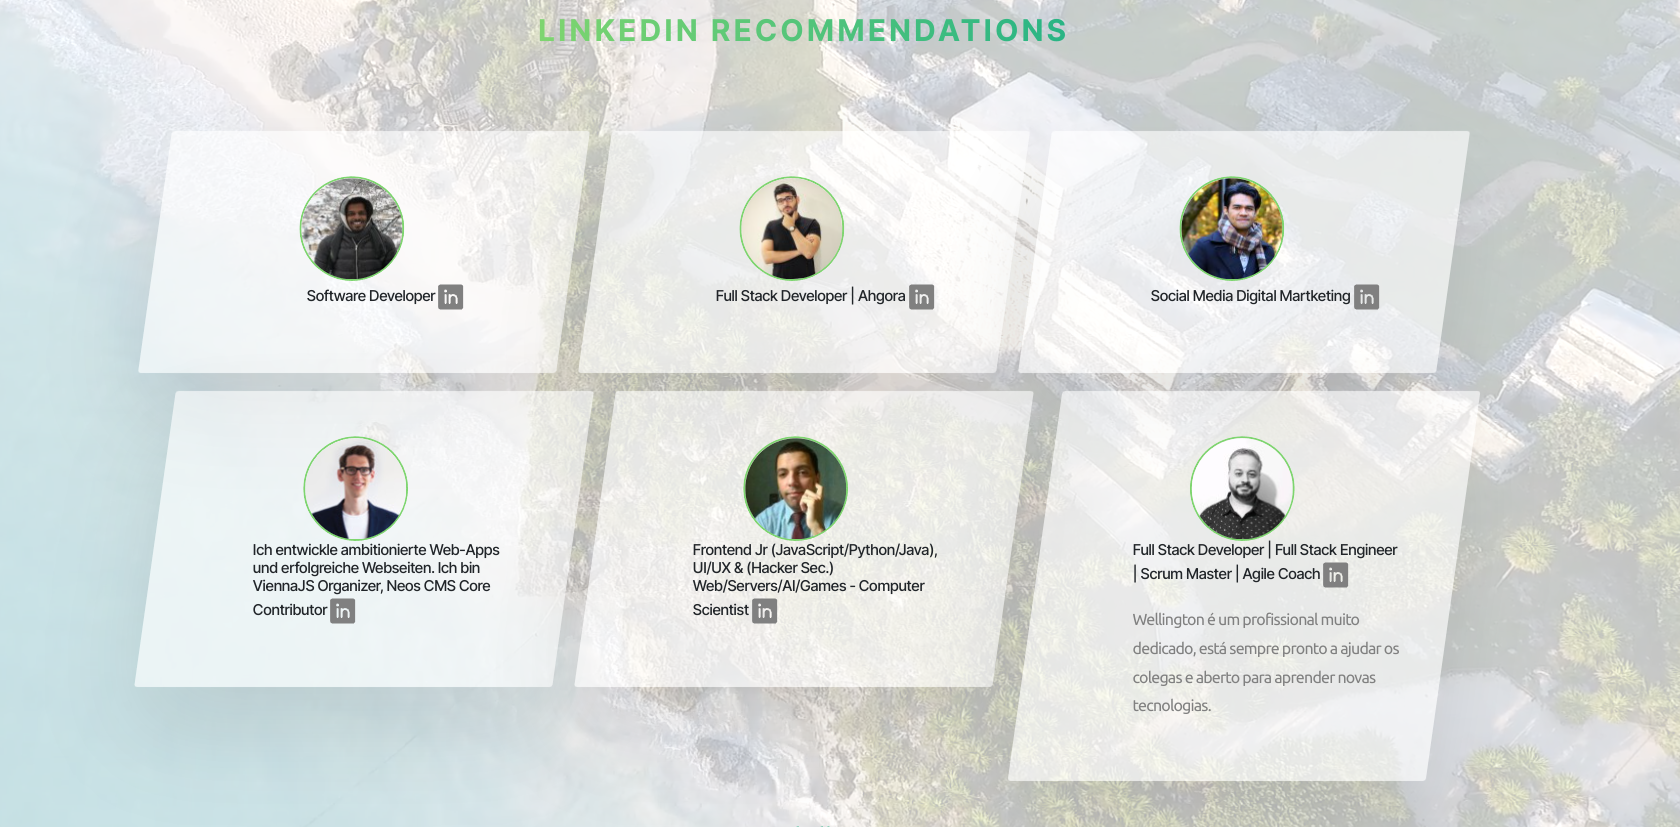 LINKEDIN RECOMMENDATIONS
Software Developer in
Full Stack Developer | Ahgora in
Social Media Digital Martketing in
Ich entwickle ambitionierte Web-Apps
und erfolgreiche Webseiten. Ich bin
ViennaJS Organizer, Neos CMS Core
Contributor in
Frontend Jr (JavaScript/Python/Java),
UI/UX & (Hacker Sec.)
Web/Servers/AI/Games - Computer
Scientist in
Full Stack Developer | Full Stack Engineer
| Scrum Master | Agile Coach in
Wellington é um profissional muito
dedicado, está sempre pronto a ajudar os
colegas e aberto para aprender novas
tecnologias.